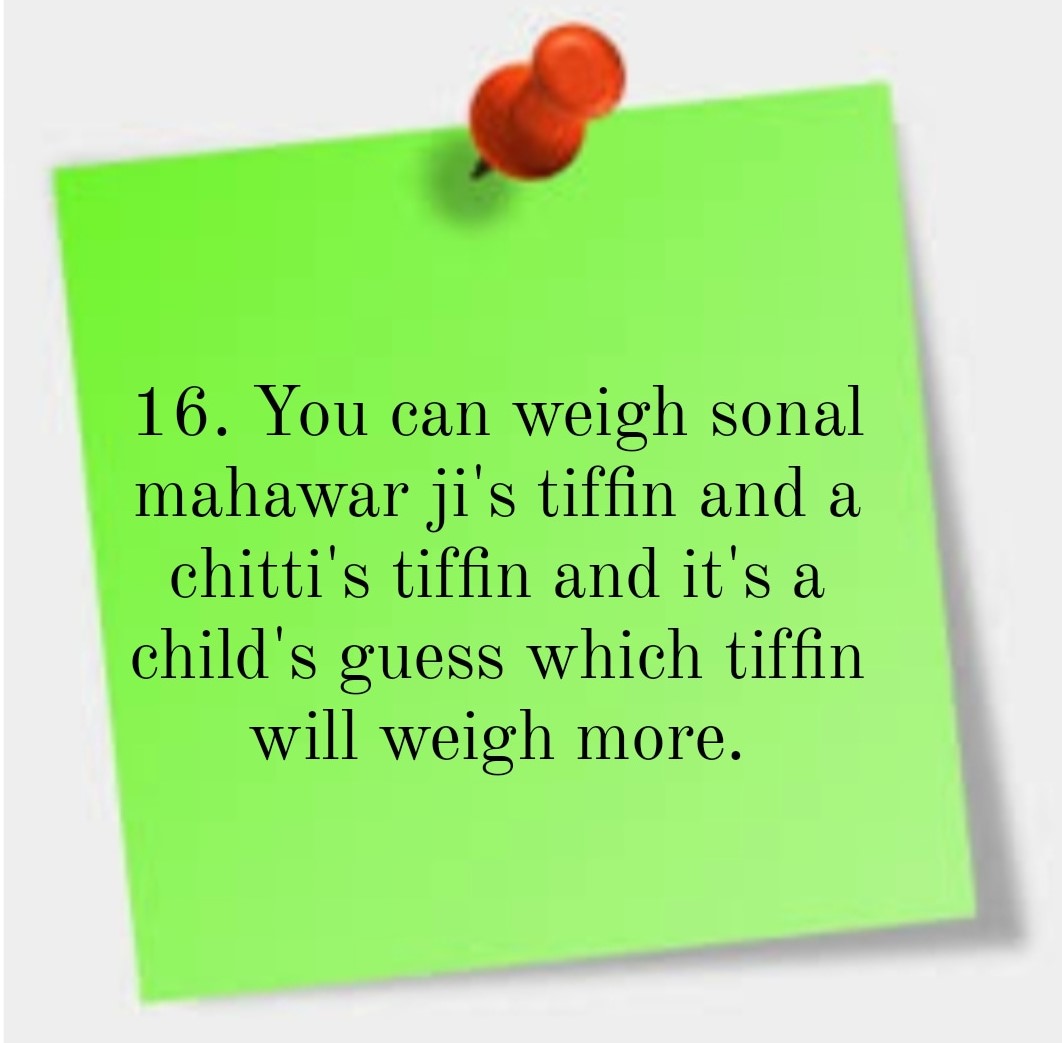 16. You can weigh sonal
mahawar ji's tiffin and a
chitti's tiffin and it's a
child's guess which tiffin
will weigh more.